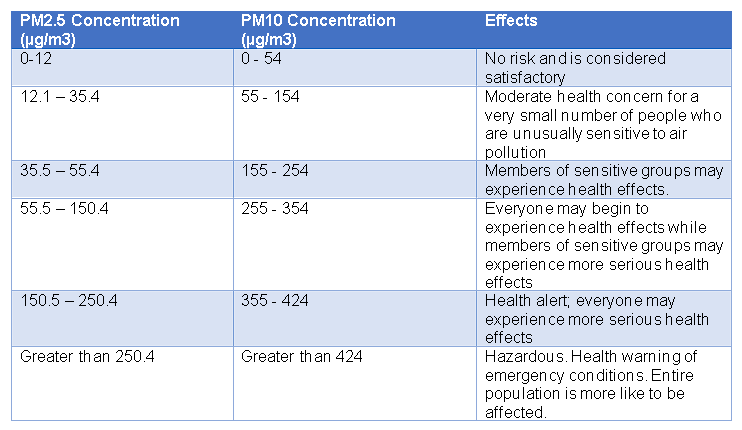 PM2.5 Concentration (µg/m3) PM10 Concentration (µg/m3) Effects
0-12 0 - 54 No risk and is considered
satisfactory
12.1 – 35.4 55 - 154 Moderate health concern for a
very small number of people who
are unusually sensitive to air
pollution
35.5 – 55.4 155 - 254 Members of sensitive groups may
experience health effects.
55.5 – 150.4 255 - 354 Everyone may begin to
experience health effects while
members of sensitive groups may
experience more serious health
effects
150.5 – 250.4 355 - 424 Health alert; everyone may
experience more serious health
effects
Greater than 250.4 Greater than 424 Hazardous. Health warning of
emergency conditions. Entire
population is more like to be
affected.